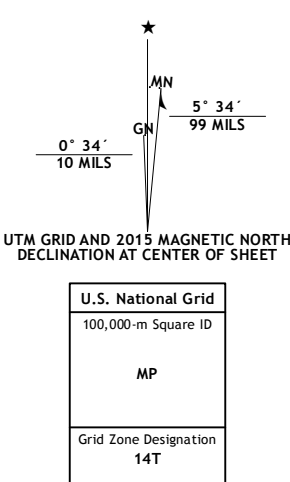 MN
GN
5° 34´
99 MILS
0° 34´
10 MILS
UTM GRID AND 2015 MAGNETIC NORTH
DECLINATION AT CENTER OF SHEET
U.S. National Grid
100,000-m Square ID
MP
Grid Zone Designation
14T